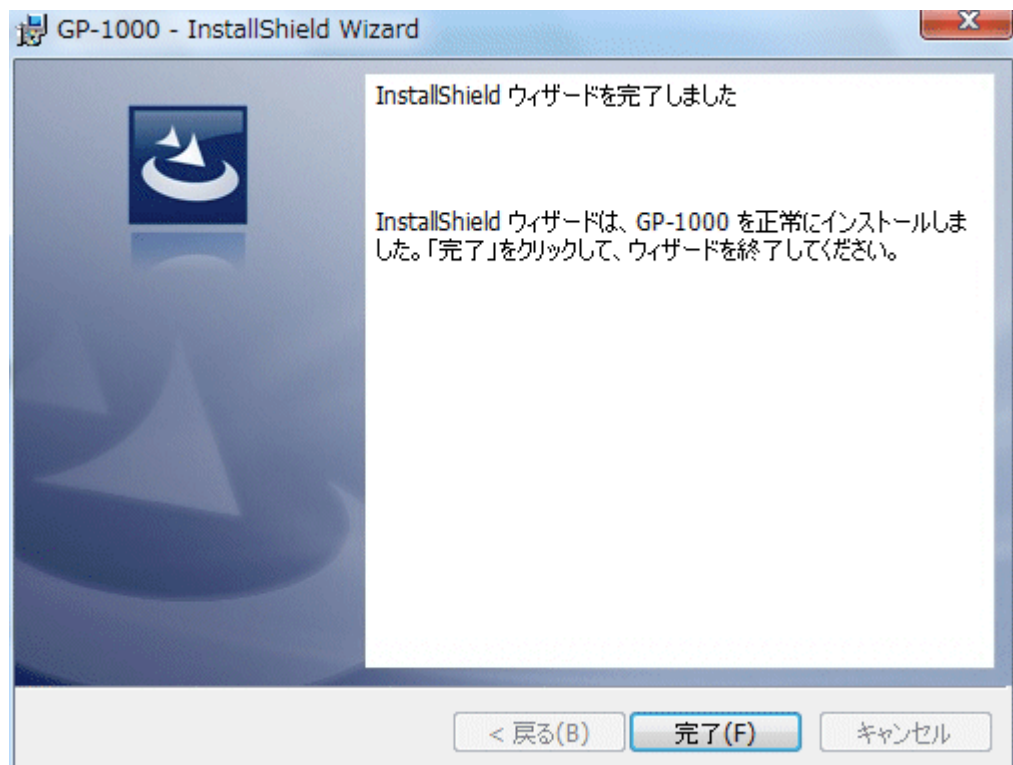 GP-1000 - InstallShield Wizard
InstallShield ウィザードを完了しました
InstallShield ウィザードは、GP-1000 を正常にインストールしま
した。「完了」をクリックして、ウィザードを終了してください。
< 戻る(B) 完了(F) キャンセル